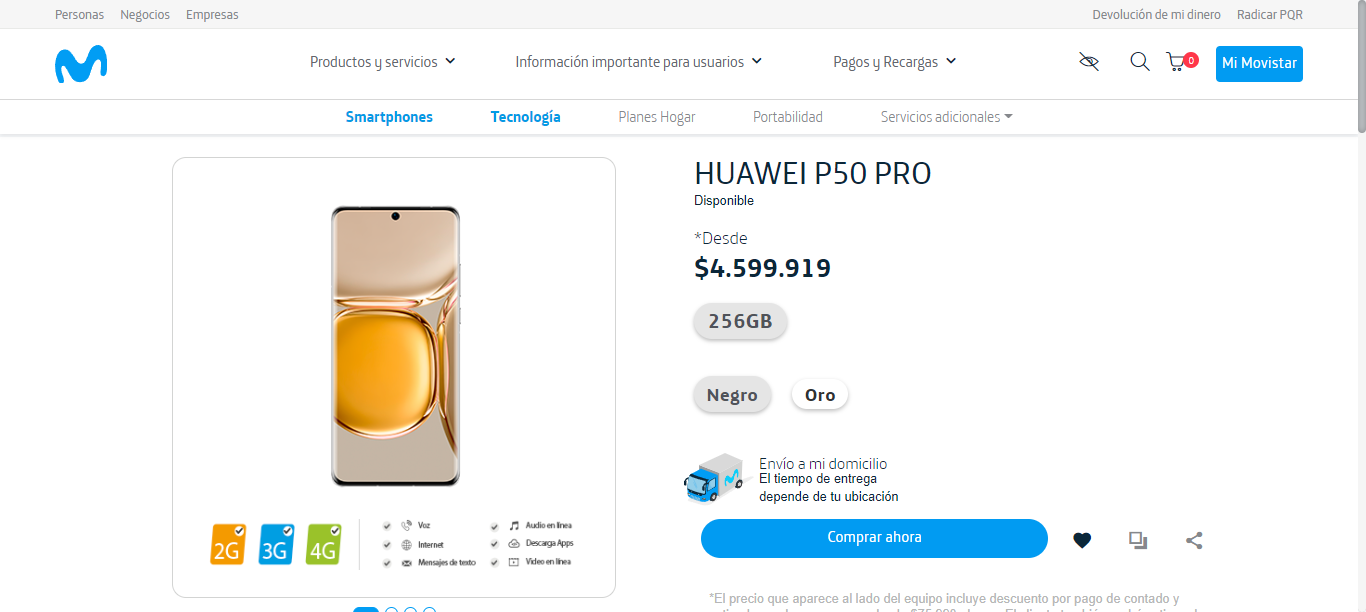 Personas Negocios Empresas Devolución de mi dinero Radicar PQR
Productos y servicios Información importante para usuarios Pagos y Recargas 0 Mi Movistar
Smartphones Tecnología Planes Hogar Portabilidad Servicios adicionales
HUAWEI P50 PRO
Disponible
*Desde
$4.599.919
256GB
Negro Oro
Envío a mi domicilio
El tiempo de entrega
depende de tu ubicación
Comprar ahora
2G 3G 4G
Voz Audio en línea
Internet Descarga Apps
Mensajes de texto Video en línea
*El precio que aparece al lado del equipo incluye descuento por pago de contado y